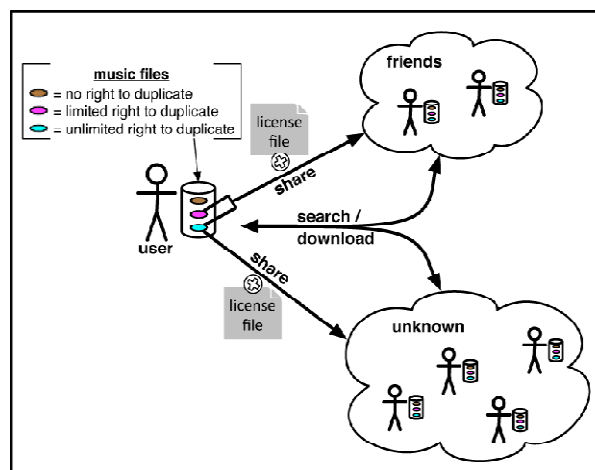 music files
= no right to duplicate
= limited right to duplicate
= unlimited right to duplicate
friends
license
file
share
user
search /
download
share
license
file
unknown